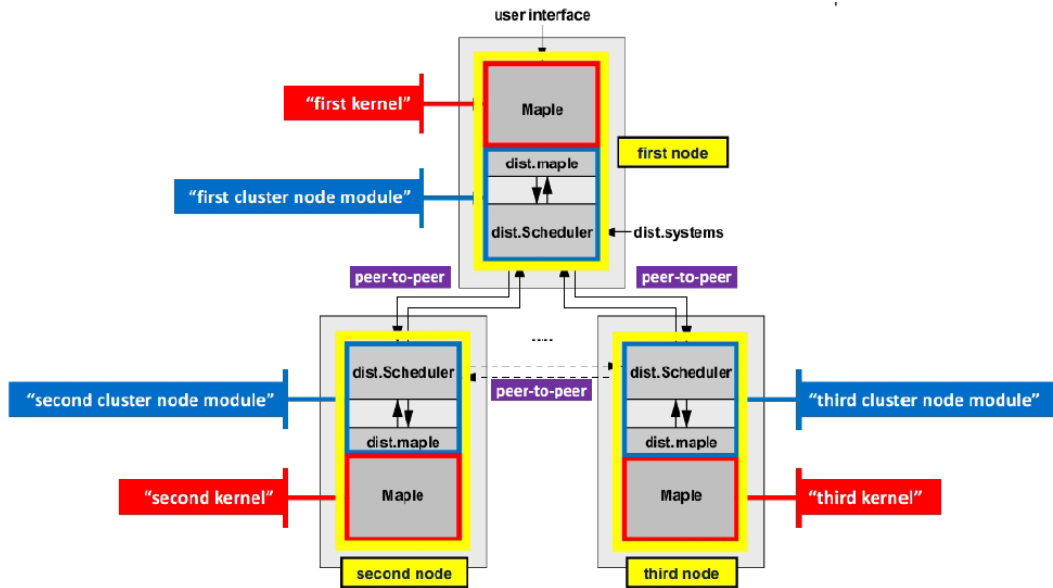 user interface
“first kernel”
Maple
first node
dist.maple
“first cluster node module”
dist.Scheduler
dist.systems
peer-to-peer
peer-to-peer
.....
dist.Scheduler
dist.Scheduler
peer-to-peer
“second cluster node module”
“third cluster node module”
dist.maple
dist.maple
“second kernel”
Maple
Maple
“third kernel”
second node
third node